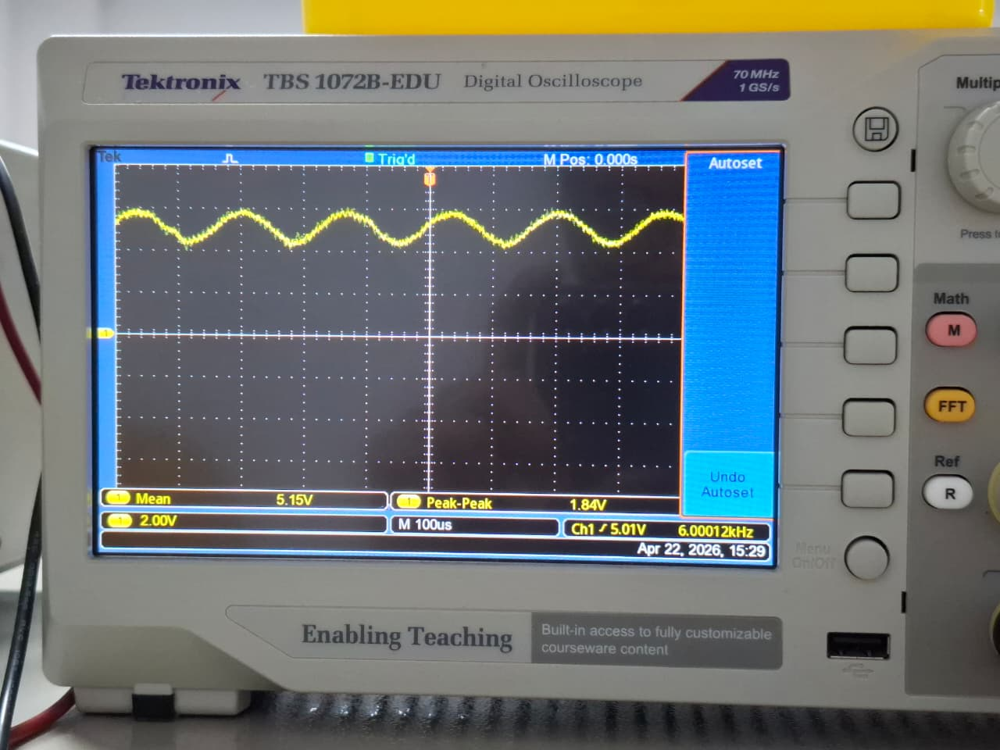 Tektronix TBS 1072B-EDU Digital Oscilloscope 70 MHz
1 GS/s
Tek Trig'd M Pos: 0.000s
Autoset
1
Undo
Autoset
1 Mean 5.15V 1 Peak-Peak 1.84V
1 2.00V M 100us Ch1 5.01V 6.00012kHz
Apr 22, 2026, 15:29
Enabling Teaching
Built-in access to fully customizable
courseware content
Menu
On/Off
Math
M
FFT
Ref
R